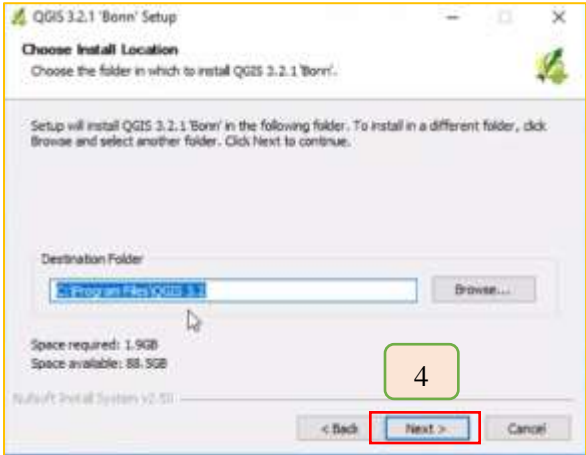 QGIS 3.2.1 'Bonn' Setup
Choose Install Location
Choose the folder in which to install QGIS 3.2.1 'Bonn'.
Setup will install QGIS 3.2.1 'Bonn' in the following folder. To install in a different folder, click
Browse and select another folder. Click Next to continue.
Destination Folder
C:\Program Files\QGIS 3.2
Browse...
Space required: 1.9GB
Space available: 88.5GB
4
Nullsoft Install System v2.50
< Back
Next >
Cancel